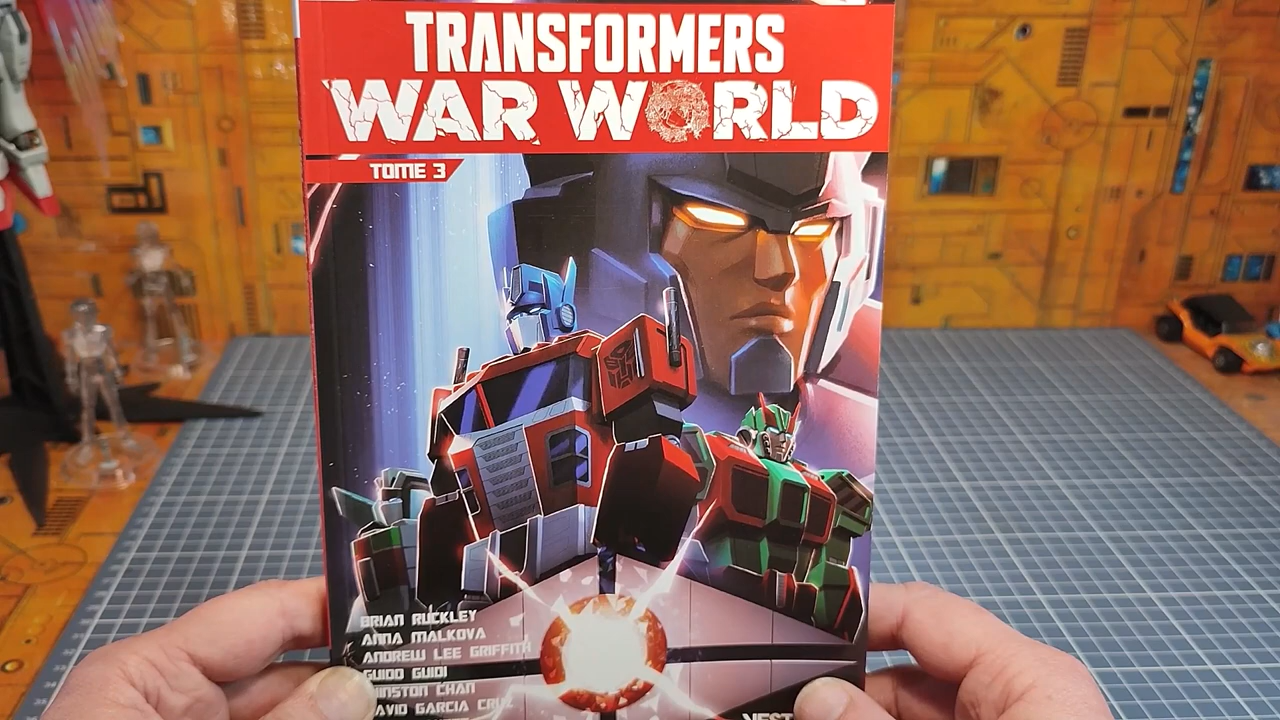 TRANSFORMERS
WAR WORLD
TOME 3
BRIAN RUCKLEY
ANNA MALKOVA
ANDREW LEE GRIFFITH
GUIDO GUIDI
WINSTON CHAN
DAVID GARCIA CRUZ
VEST